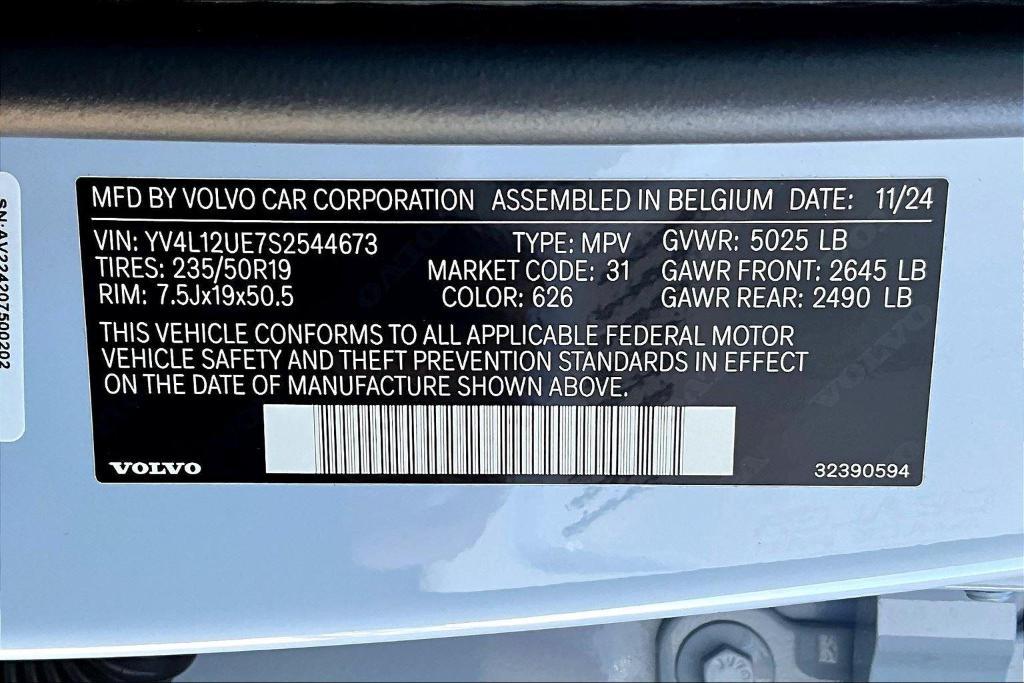 MFD BY VOLVO CAR CORPORATION ASSEMBLED IN BELGIUM DATE: 11/24
VIN: YV4L12UE7S2544673 TYPE: MPV GVWR: 5025 LB
TIRES: 235/50R19 MARKET CODE: 31 GAWR FRONT: 2645 LB
RIM: 7.5Jx19x50.5 COLOR: 626 GAWR REAR: 2490 LB
THIS VEHICLE CONFORMS TO ALL APPLICABLE FEDERAL MOTOR
VEHICLE SAFETY AND THEFT PREVENTION STANDARDS IN EFFECT
ON THE DATE OF MANUFACTURE SHOWN ABOVE.
VOLVO 32390594